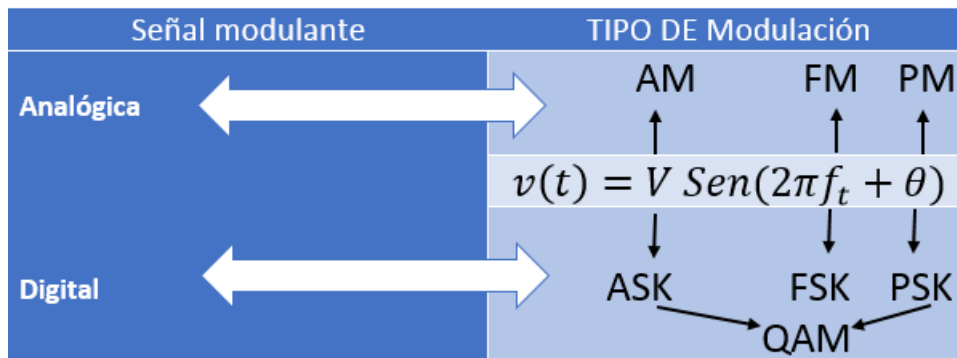 Señal modulante TIPO DE Modulación
AM FM PM
Analógica
v(t) = V Sen(2πf_t + θ)
Digital ASK FSK PSK
QAM